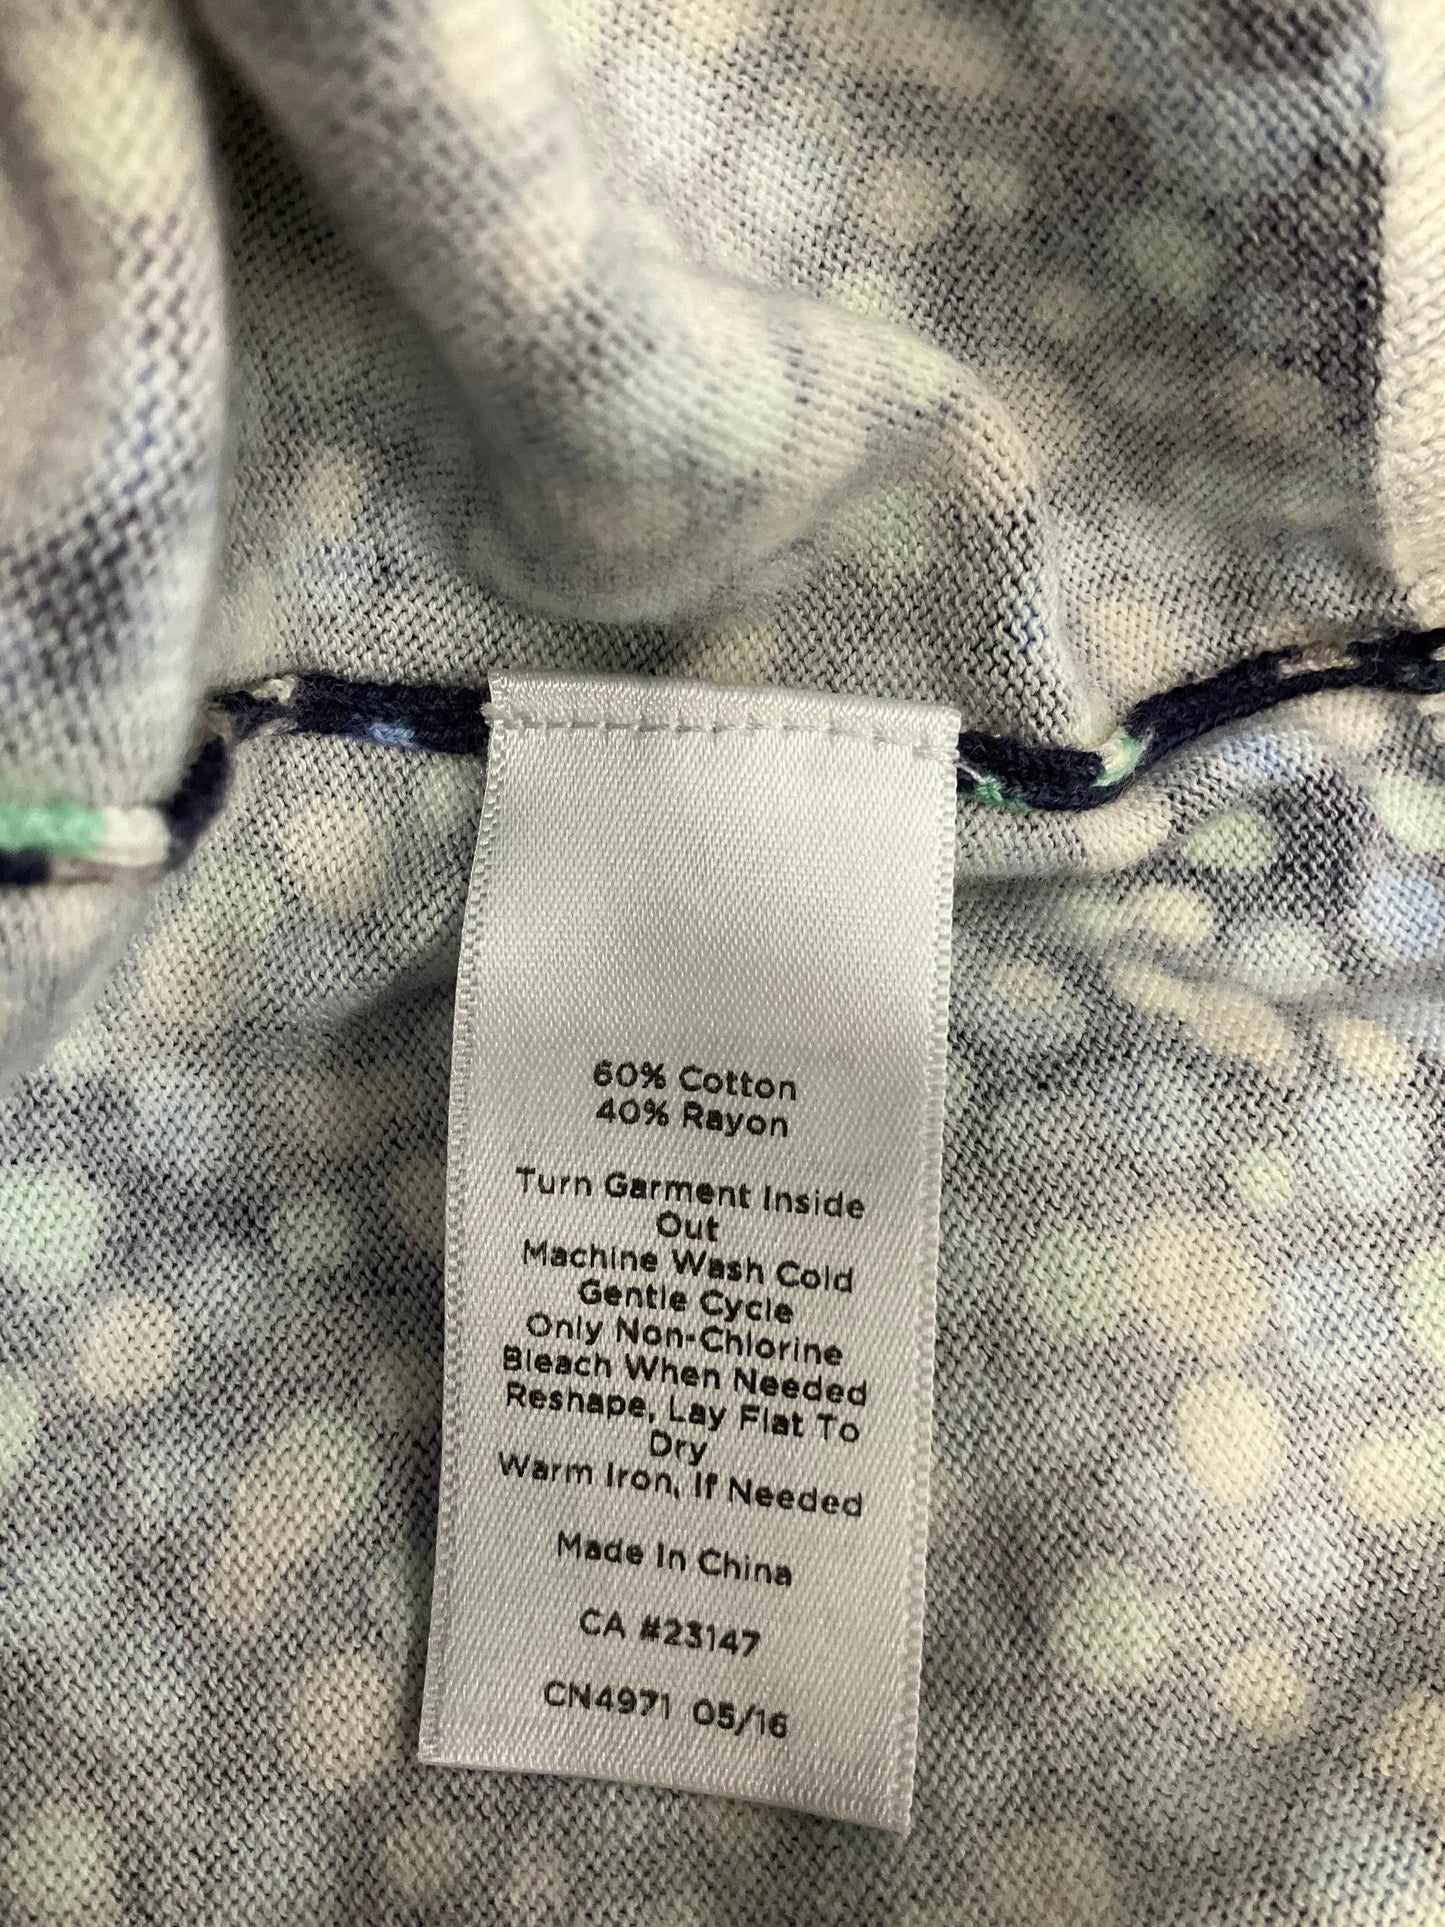 60% Cotton
40% Rayon
Turn Garment Inside
Out
Machine Wash Cold
Gentle Cycle
Only Non-Chlorine
Bleach When Needed
Reshape, Lay Flat To
Dry
Warm Iron, If Needed
Made In China
CA #23147
CN4971 05/16